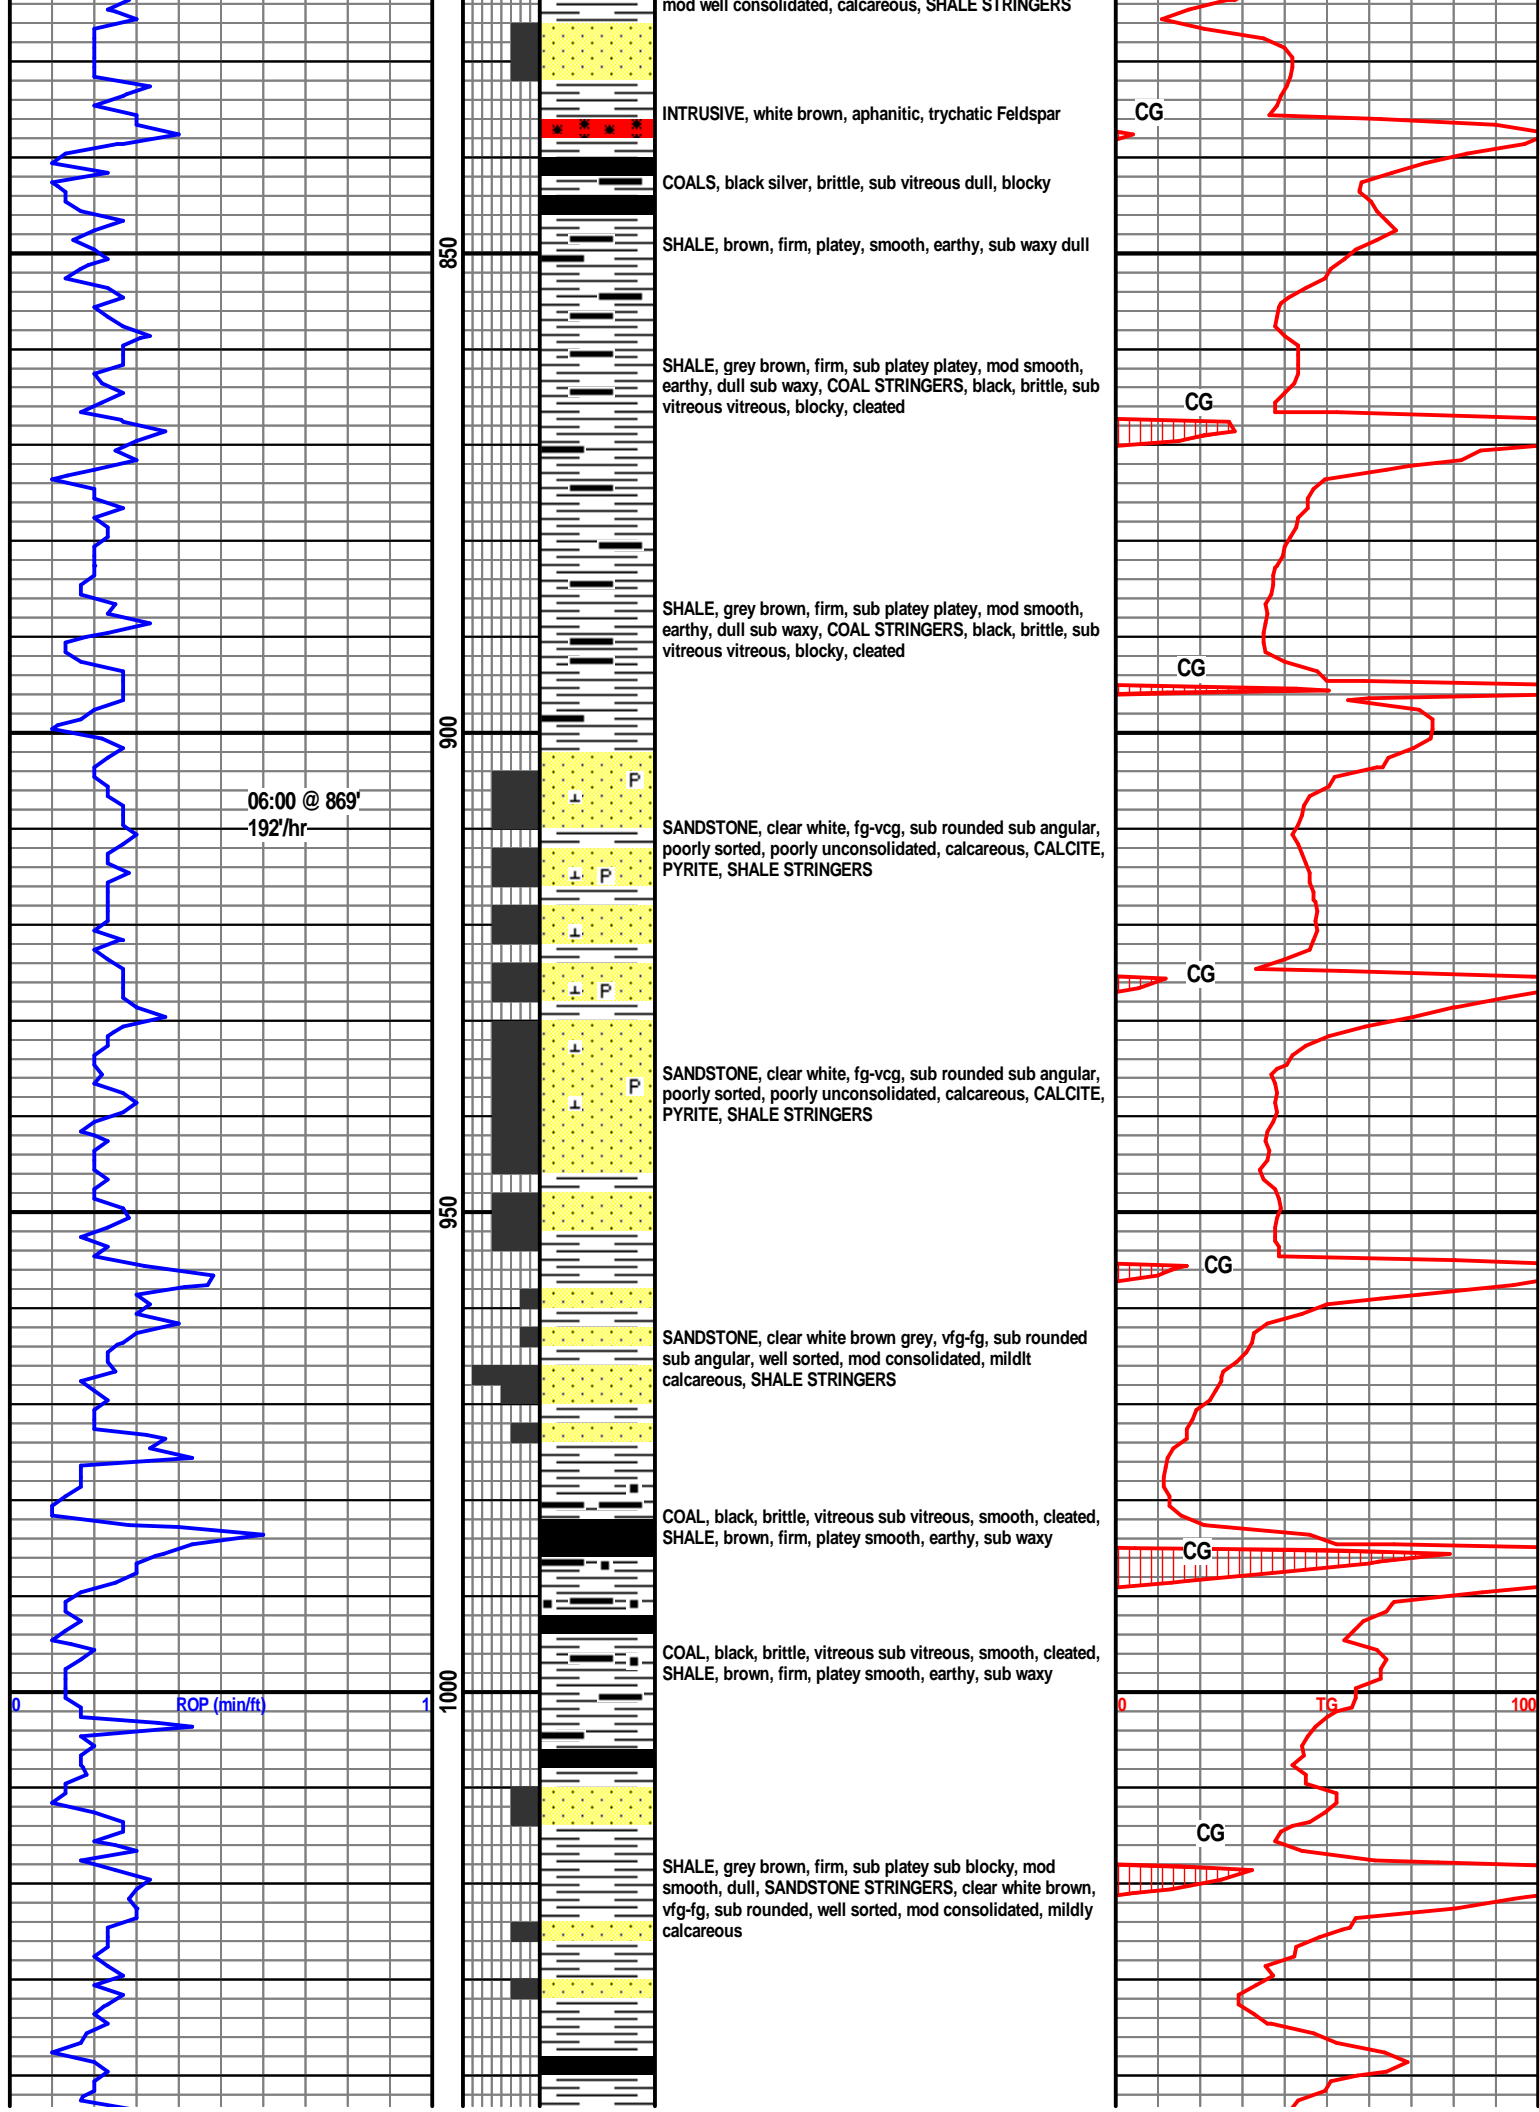 mod well consolidated, calcareous, SHALE STRINGERS
INTRUSIVE, white brown, aphanitic, trychatic Feldspar
CG
COALS, black silver, brittle, sub vitreous dull, blocky
SHALE, brown, firm, platey, smooth, earthy, sub waxy dull
850
SHALE, grey brown, firm, sub platey platey, mod smooth,
earthy, dull sub waxy, COAL STRINGERS, black, brittle, sub
vitreous vitreous, blocky, cleated
CG
SHALE, grey brown, firm, sub platey platey, mod smooth,
earthy, dull sub waxy, COAL STRINGERS, black, brittle, sub
vitreous vitreous, blocky, cleated
CG
900
P
06:00 @ 869'
192'/hr
SANDSTONE, clear white, fg-vcg, sub rounded sub angular,
poorly sorted, poorly unconsolidated, calcareous, CALCITE,
PYRITE, SHALE STRINGERS
P
CG
P
SANDSTONE, clear white, fg-vcg, sub rounded sub angular,
poorly sorted, poorly unconsolidated, calcareous, CALCITE,
PYRITE, SHALE STRINGERS
P
950
CG
SANDSTONE, clear white brown grey, vfg-fg, sub rounded
sub angular, well sorted, mod consolidated, mildlt
calcareous, SHALE STRINGERS
COAL, black, brittle, vitreous sub vitreous, smooth, cleated,
SHALE, brown, firm, platey smooth, earthy, sub waxy
CG
COAL, black, brittle, vitreous sub vitreous, smooth, cleated,
SHALE, brown, firm, platey smooth, earthy, sub waxy
1000
0 ROP (min/ft) 1
0 TG 100
CG
SHALE, grey brown, firm, sub platey sub blocky, mod
smooth, dull, SANDSTONE STRINGERS, clear white brown,
vfg-fg, sub rounded, well sorted, mod consolidated, mildly
calcareous